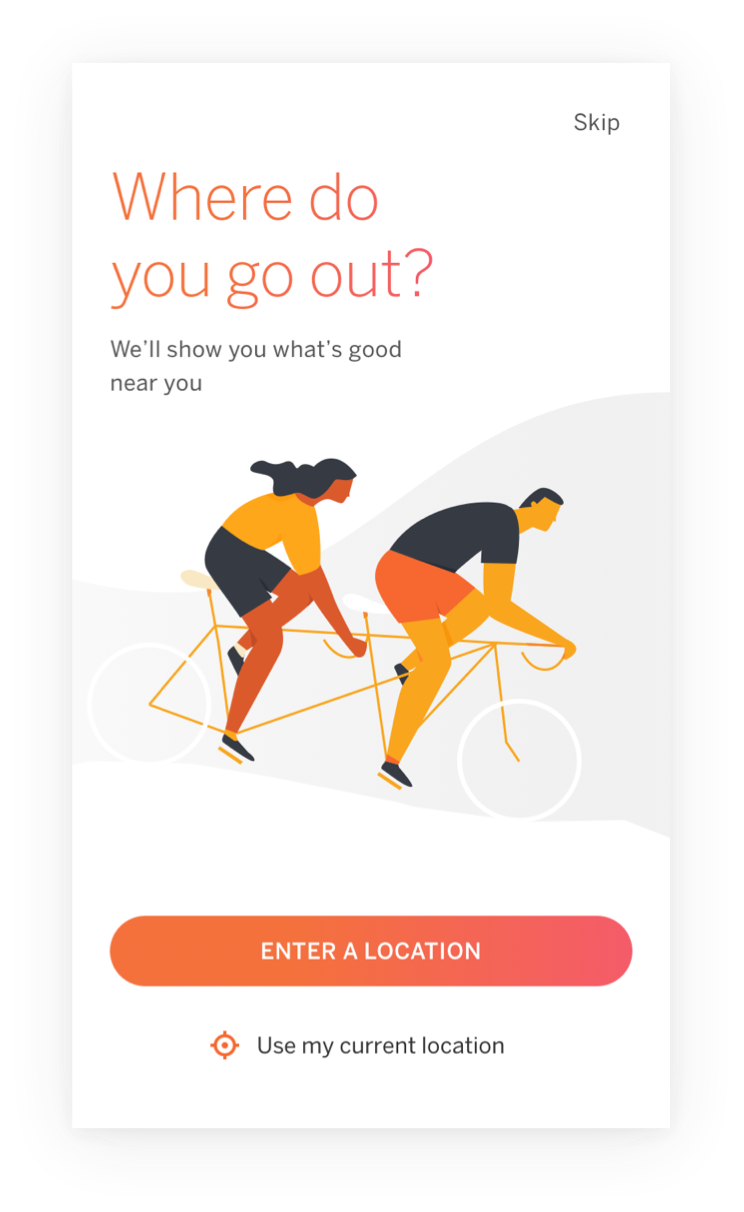 Skip
Where do
you go out?
We’ll show you what’s good
near you
ENTER A LOCATION
Use my current location